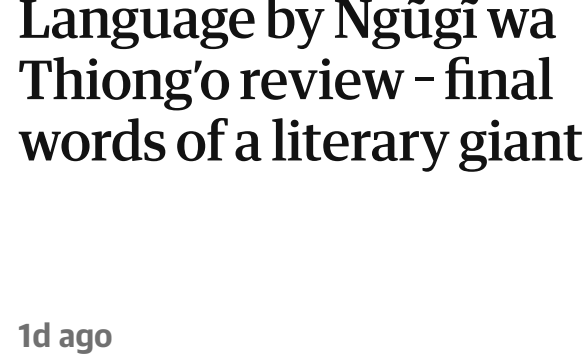 Language by Ngũgĩ wa
Thiong’o review – final
words of a literary giant
1d ago